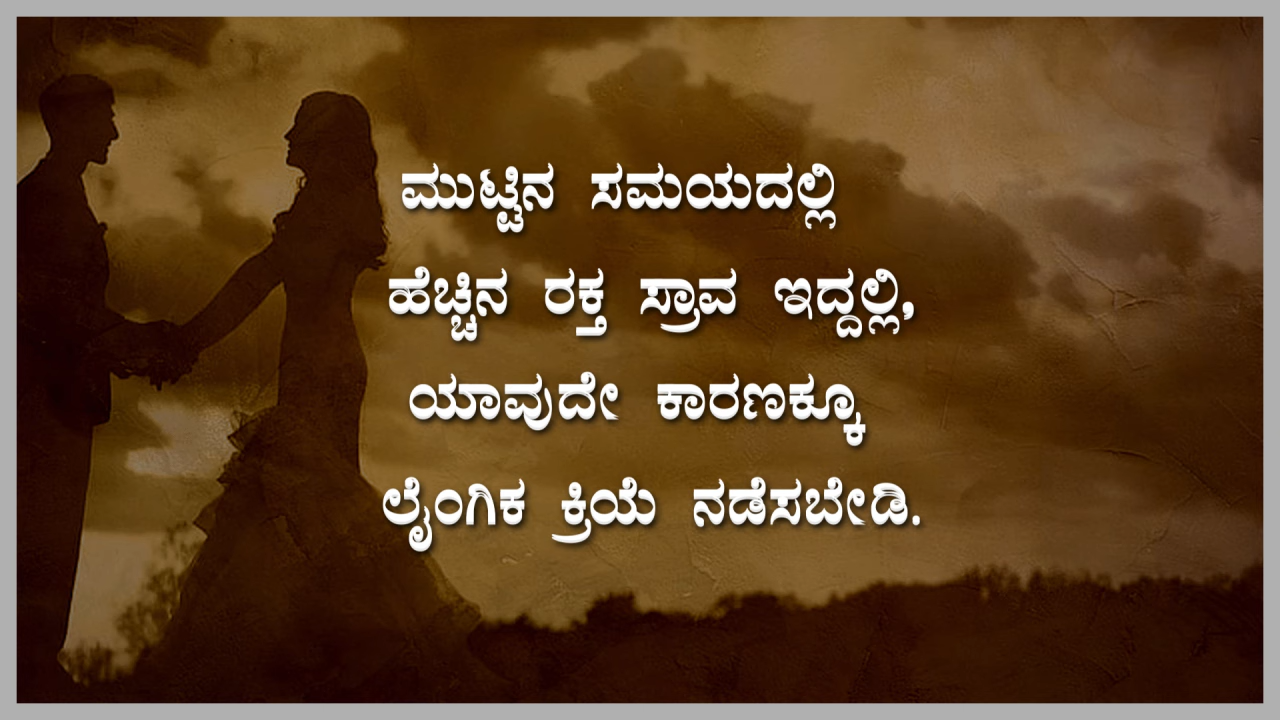 ಮುಟ್ಟಿನ ಸಮಯದಲ್ಲಿ
ಹೆಚ್ಚಿನ ರಕ್ತ ಸ್ರಾವ ಇದ್ದಲ್ಲಿ,
ಯಾವುದೇ ಕಾರಣಕ್ಕೂ
ಲೈಂಗಿಕ ಕ್ರಿಯೆ ನಡೆಸಬೇಡಿ.